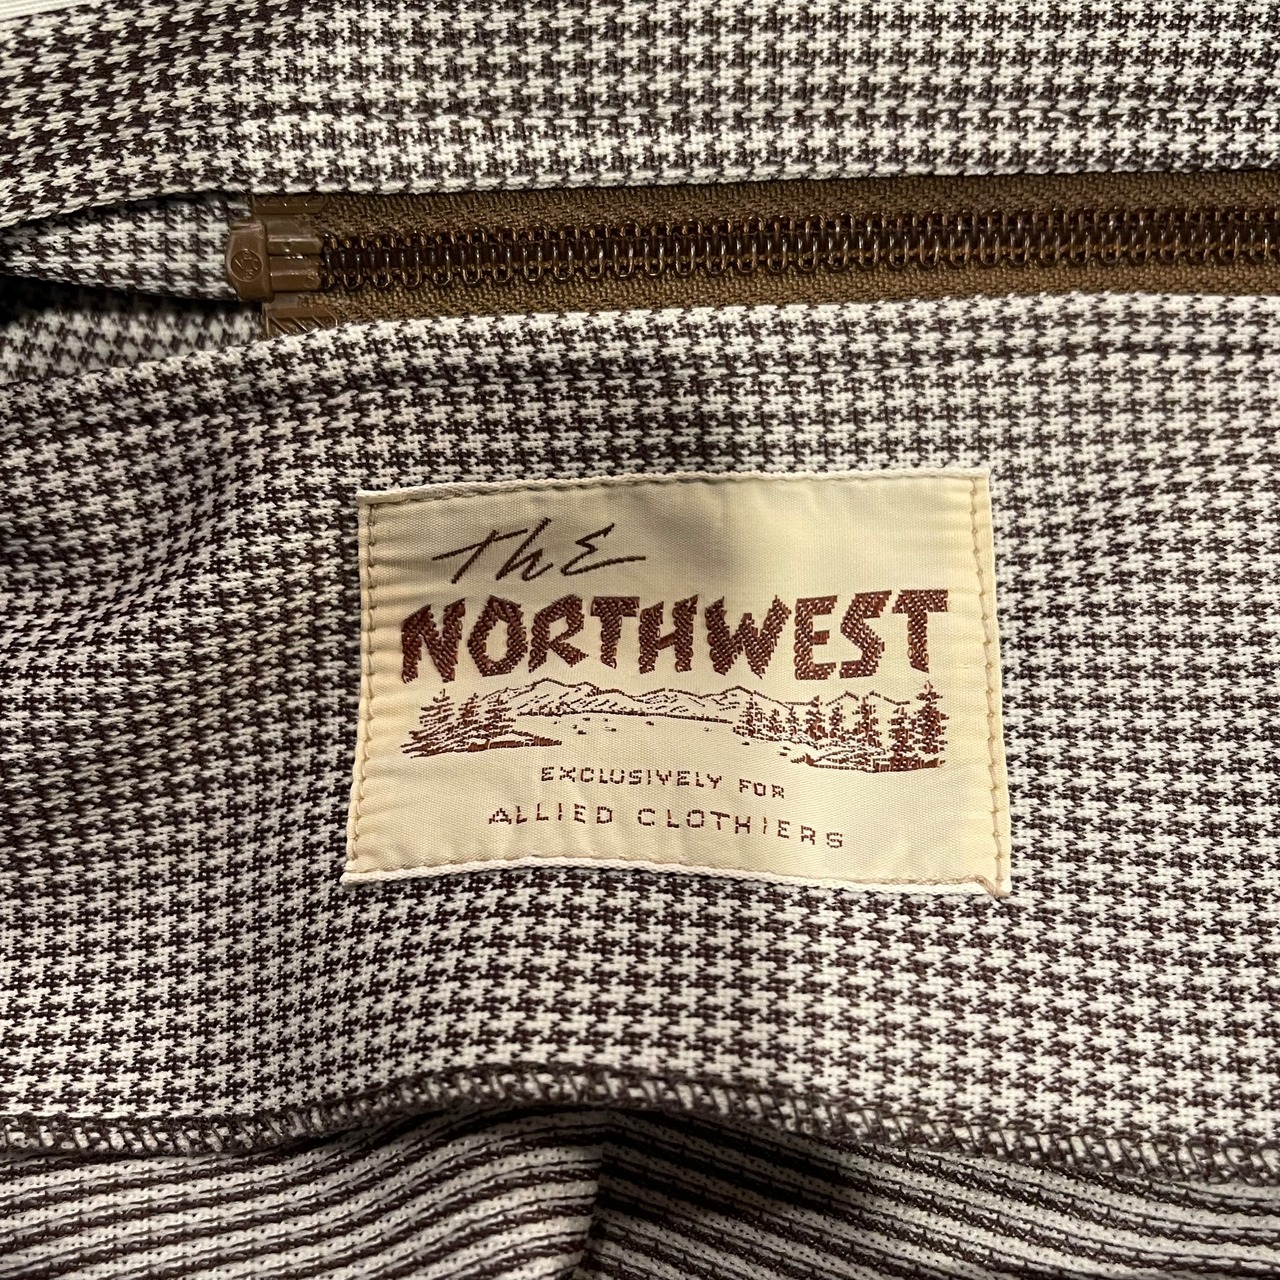 The
NORTHWEST
EXCLUSIVELY FOR
ALLIED CLOTHIERS